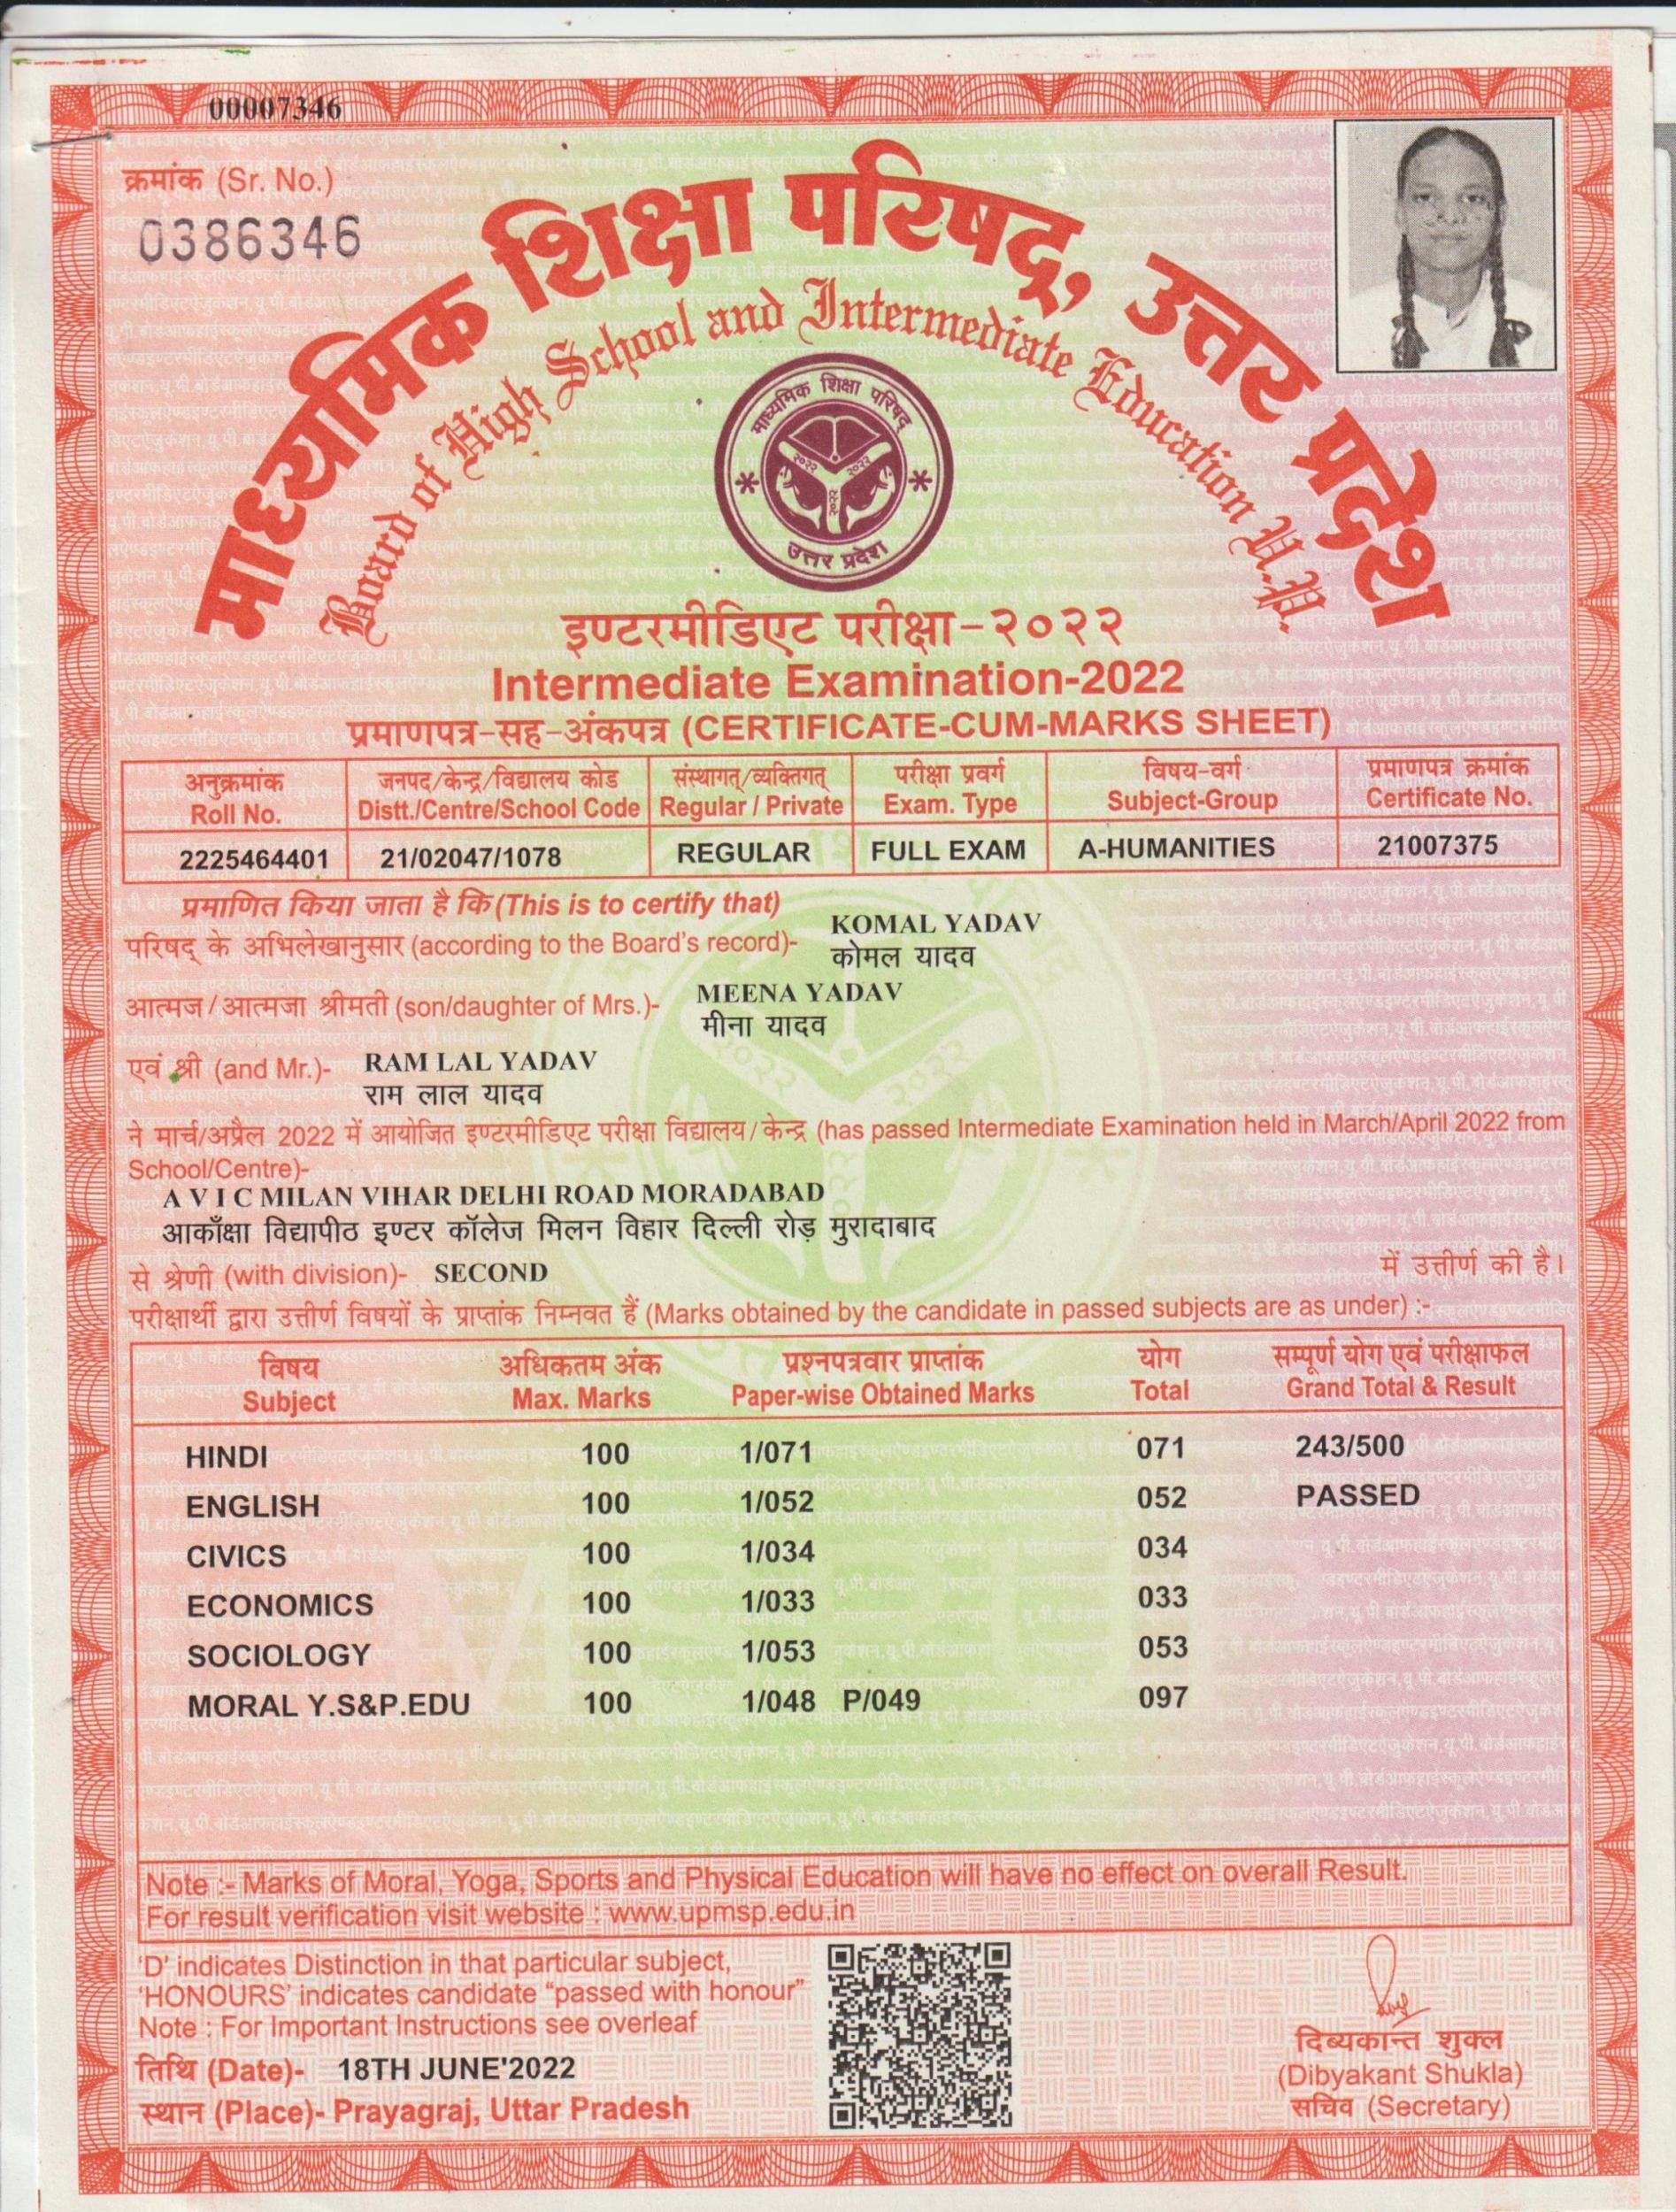 00007346
क्रमांक (Sr. No.)
0386346
माध्यमिक शिक्षा परिषद्, उत्तर प्रदेश
Board of High School and Intermediate Education U.P.
माध्यमिक शिक्षा परिषद्
२०२२ २०२२
२०२२
उत्तर प्रदेश
इण्टरमीडिएट परीक्षा-२०२२
Intermediate Examination-2022
प्रमाणपत्र-सह-अंकपत्र (CERTIFICATE-CUM-MARKS SHEET)
अनुक्रमांक जनपद/केन्द्र/विद्यालय कोड संस्थागत्/व्यक्तिगत् परीक्षा प्रवर्ग विषय-वर्ग प्रमाणपत्र क्रमांक
Roll No. Distt./Centre/School Code Regular / Private Exam. Type Subject-Group Certificate No.
2225464401 21/02047/1078 REGULAR FULL EXAM A-HUMANITIES 21007375
प्रमाणित किया जाता है कि (This is to certify that)
परिषद् के अभिलेखानुसार (according to the Board's record)- KOMAL YADAV
कोमल यादव
आत्मज / आत्मजा श्रीमती (son/daughter of Mrs.)- MEENA YADAV
मीना यादव
एवं श्री (and Mr.)- RAM LAL YADAV
राम लाल यादव
ने मार्च/अप्रैल 2022 में आयोजित इण्टरमीडिएट परीक्षा विद्यालय/केन्द्र (has passed Intermediate Examination held in March/April 2022 from
School/Centre)-
A V I C MILAN VIHAR DELHI ROAD MORADABAD
आकाँक्षा विद्यापीठ इण्टर कॉलेज मिलन विहार दिल्ली रोड़ मुरादाबाद
से श्रेणी (with division)- SECOND में उत्तीर्ण की है।
परीक्षार्थी द्वारा उत्तीर्ण विषयों के प्राप्तांक निम्नवत हैं (Marks obtained by the candidate in passed subjects are as under) :-
विषय अधिकतम अंक प्रश्नपत्रवार प्राप्तांक योग सम्पूर्ण योग एवं परीक्षाफल
Subject Max. Marks Paper-wise Obtained Marks Total Grand Total & Result
HINDI 100 1/071 071 243/500
ENGLISH 100 1/052 052 PASSED
CIVICS 100 1/034 034
ECONOMICS 100 1/033 033
SOCIOLOGY 100 1/053 053
MORAL Y.S&P.EDU 100 1/048 P/049 097
Note :- Marks of Moral, Yoga, Sports and Physical Education will have no effect on overall Result.
For result verification visit website : www.upmsp.edu.in
'D' indicates Distinction in that particular subject,
'HONOURS' indicates candidate "passed with honour"
Note : For Important Instructions see overleaf
तिथि (Date)- 18TH JUNE'2022
स्थान (Place)- Prayagraj, Uttar Pradesh
दिब्यकान्त शुक्ल
(Dibyakant Shukla)
सचिव (Secretary)